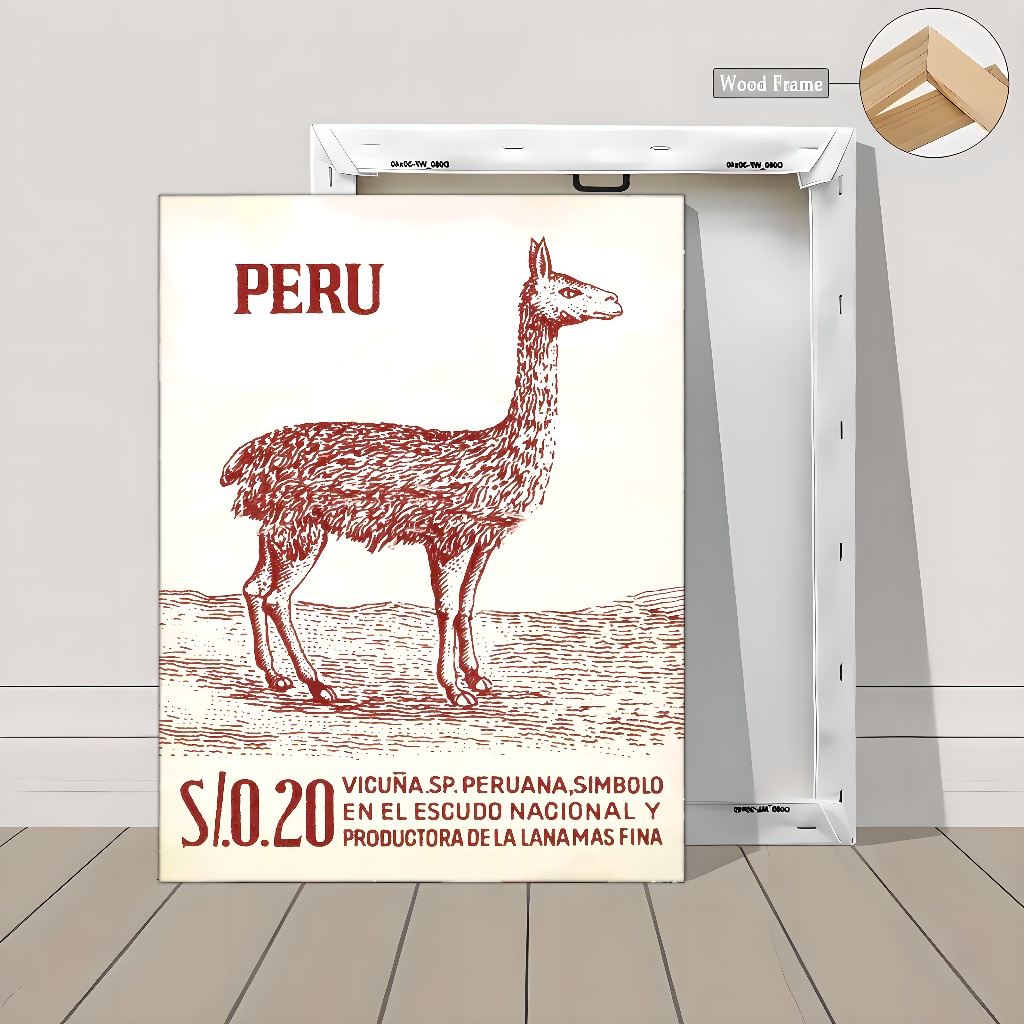 Wood Frame
PERU
S/.0.20
VICUÑA.SP. PERUANA,SIMBOLO
EN EL ESCUDO NACIONAL Y
PRODUCTORA DE LA LANA MAS FINA